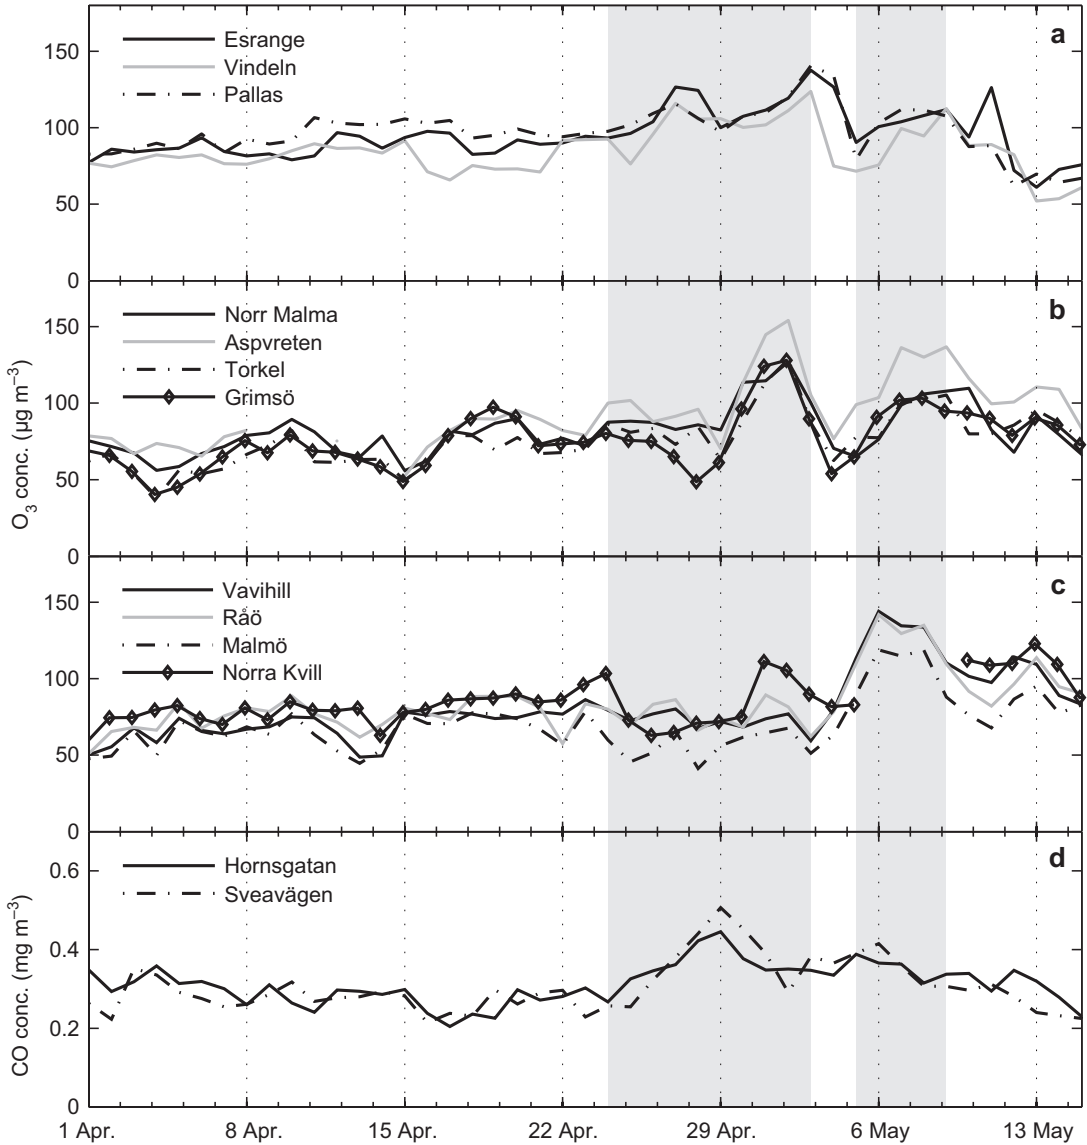 a
150
100
50
0
Esrange
Vindeln
Pallas
b
150
100
50
0
Norr Malma
Aspvreten
Torkel
Grimsö
O3 conc. (µg m–3)
c
150
100
50
0
Vavihill
Råö
Malmö
Norra Kvill
d
0.6
0.4
0.2
0
Hornsgatan
Sveavägen
CO conc. (mg m–3)
1 Apr. 8 Apr. 15 Apr. 22 Apr. 29 Apr. 6 May 13 May